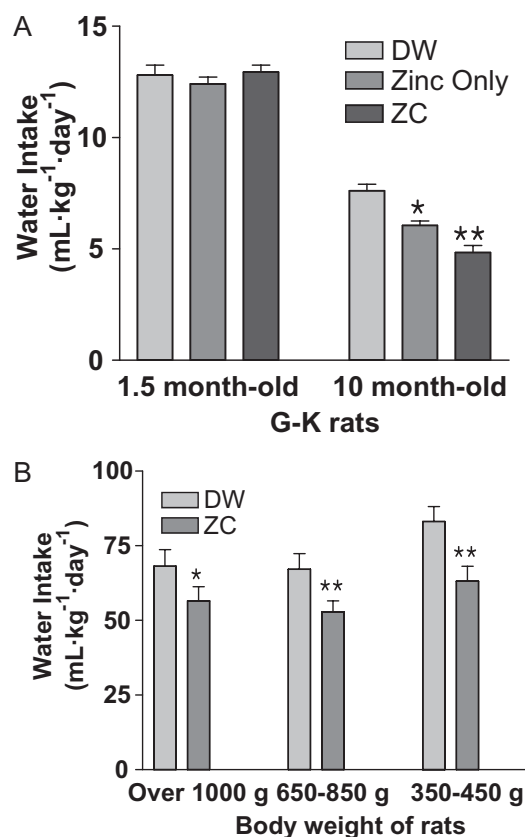 A
15
10
5
0
Water Intake
(mL·kg⁻¹·day⁻¹)
DW
Zinc Only
ZC
*
**
1.5 month-old 10 month-old
G-K rats
B
100
75
50
25
0
Water Intake
(mL·kg⁻¹·day⁻¹)
DW
ZC
*
**
**
Over 1000 g 650-850 g 350-450 g
Body weight of rats